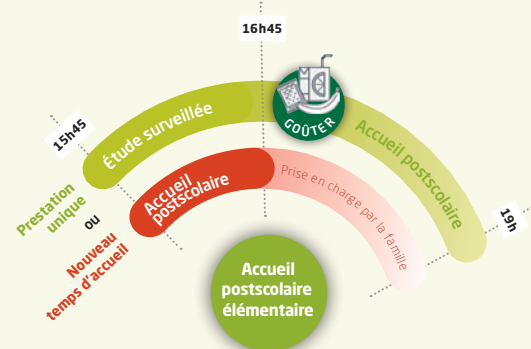 16h45
15h45
Étude surveillée
GOÛTER
Accueil postscolaire
19h
Prestation
unique
ou
Nouveau
temps d'accueil
Accueil
postscolaire
Prise en charge par la famille
Accueil
postscolaire
élémentaire